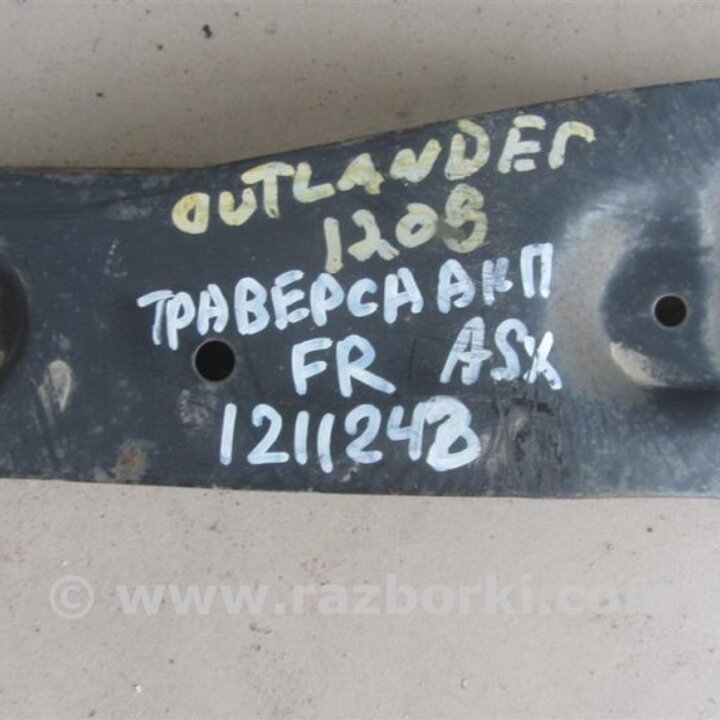 OUTLANDER
1208
ТРАВЕРСА АКП
FR ASX
1211243
© www.razborki.com